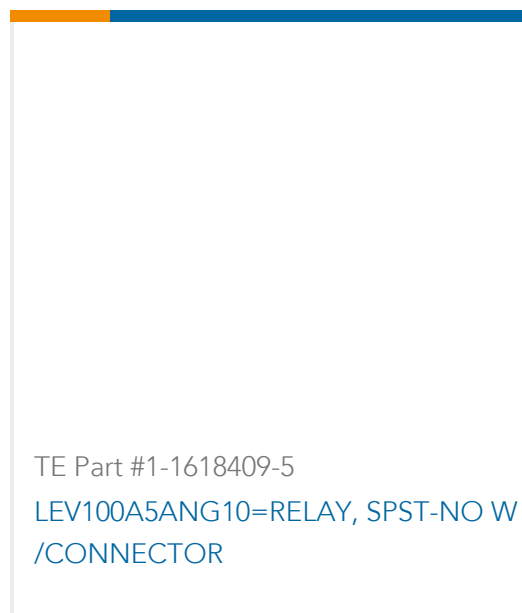 TE Part #1-1618409-5
LEV100A5ANG10=RELAY, SPST-NO W
/CONNECTOR